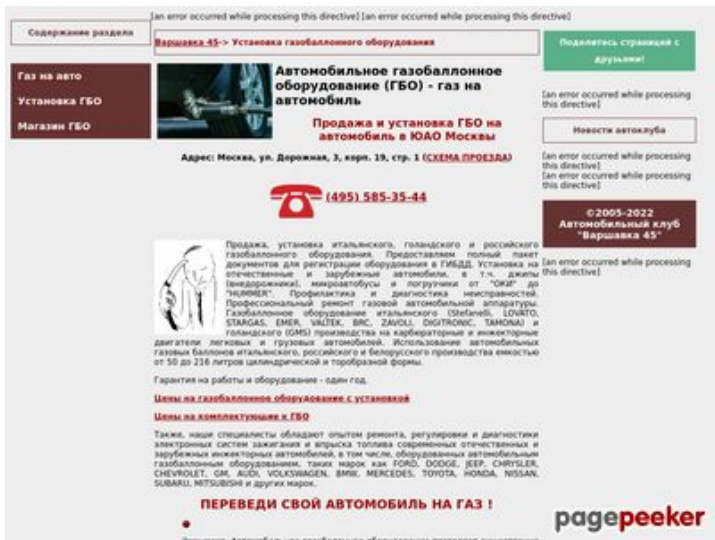 [an error occurred while processing this directive] [an error occurred while processing this directive]
Содержание раздела
Газ на авто
Установка ГБО
Магазин ГБО
Варшавка 45-> Установка газобаллонного оборудования
Автомобильное газобаллонное
оборудование (ГБО) - газ на
автомобиль
Продажа и установка ГБО на
автомобиль в ЮАО Москвы
Адрес: Москва, ул. Дорожная, 3, корп. 19, стр. 1 (СХЕМА ПРОЕЗДА)
(495) 585-35-44
Продажа, установка итальянского, голандского и российского
газобаллонного оборудования. Предоставляем полный пакет
документов для регистрации оборудования в ГИБДД. Установка на
отечественные и зарубежные автомобили, в т.ч. джипы
(внедорожники), микроавтобусы и погрузчики от "ОКИ" до
"HUMMER". Профилактика и диагностика неисправностей.
Профессиональный ремонт газовой автомобильной аппаратуры.
Газобаллонное оборудование итальянского (Stefanelli, LOVATO,
STARGAS, EMER, VALTEK, BRC, ZAVOLI, DIGITRONIC, TAMONA) и
голандского (GMS) производства на карбюраторные и инжекторные
двигатели легковых и грузовых автомобилей. Использование автомобильных
газовых баллонов итальянского, российского и белорусского производства емкостью
от 50 до 216 литров цилиндрической и торобразной формы.
Гарантия на работы и оборудование - один год.
Цены на газобаллонное оборудование с установкой
Цены на комплектующие к ГБО
Также, наши специалисты обладают опытом ремонта, регулировки и диагностики
электронных систем зажигания и впрыска топлива современных отечественных и
зарубежных инжекторных автомобилей, в том числе, оборудованных автомобильным
газобаллонным оборудованием, таких марок как FORD, DODGE, JEEP, CHRYSLER,
CHEVROLET, GM, AUDI, VOLKSWAGEN, BMW, MERCEDES, TOYOTA, HONDA, NISSAN,
SUBARU, MITSUBISHI и других марок.
ПЕРЕВЕДИ СВОЙ АВТОМОБИЛЬ НА ГАЗ !
Поделитесь страницей с
друзьями!
[an error occurred while processing
this directive]
Новости автоклуба
[an error occurred while processing
this directive]
[an error occurred while processing
this directive]
©2005-2022
Автомобильный клуб
"Варшавка 45"
[an error occurred while processing
this directive]
pagepeeker